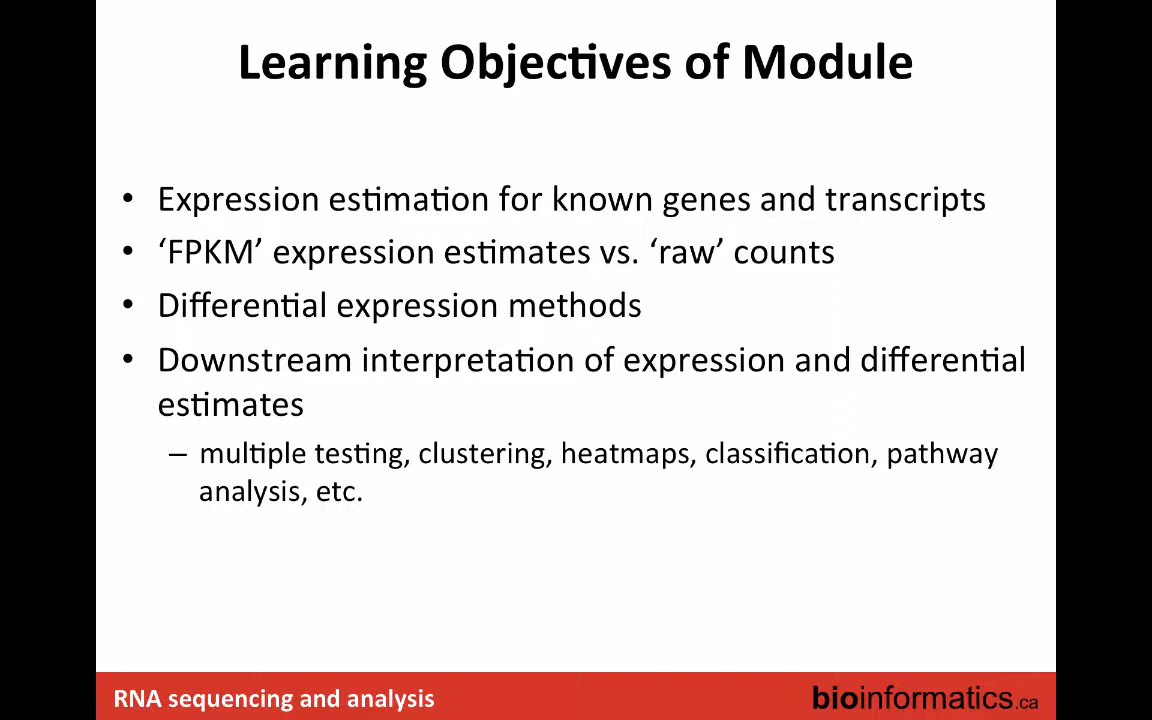 Learning Objectives of Module
• Expression estimation for known genes and transcripts
• ‘FPKM’ expression estimates vs. ‘raw’ counts
• Differential expression methods
• Downstream interpretation of expression and differential
estimates
– multiple testing, clustering, heatmaps, classification, pathway
analysis, etc.
RNA sequencing and analysis
bioinformatics.ca